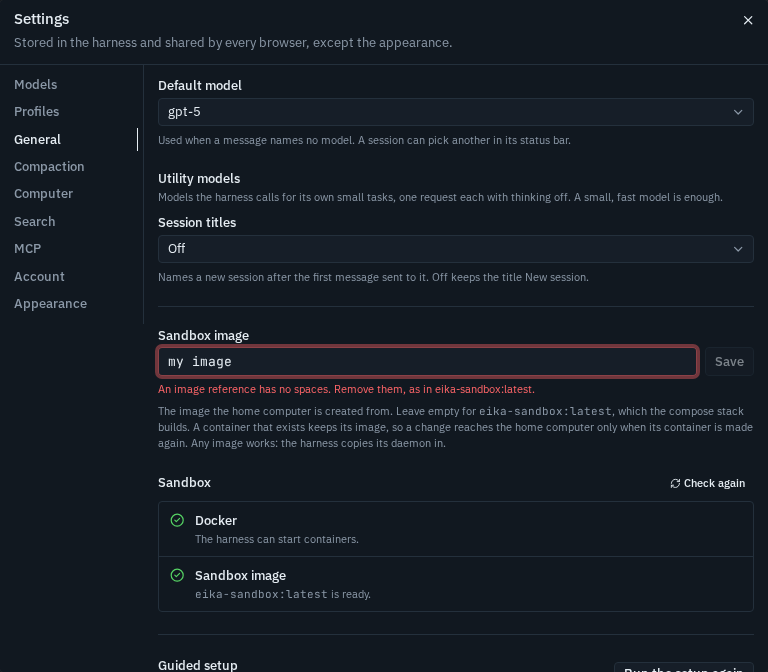 Settings
Stored in the harness and shared by every browser, except the appearance.
Models
Profiles
General
Compaction
Computer
Search
MCP
Account
Appearance
Default model
gpt-5
Used when a message names no model. A session can pick another in its status bar.
Utility models
Models the harness calls for its own small tasks, one request each with thinking off. A small, fast model is enough.
Session titles
Off
Names a new session after the first message sent to it. Off keeps the title New session.
Sandbox image
my image
Save
An image reference has no spaces. Remove them, as in eika-sandbox:latest.
The image the home computer is created from. Leave empty for eika-sandbox:latest, which the compose stack
builds. A container that exists keeps its image, so a change reaches the home computer only when its container is made
again. Any image works: the harness copies its daemon in.
Sandbox
Check again
Docker
The harness can start containers.
Sandbox image
eika-sandbox:latest is ready.
Guided setup
Run the setup again